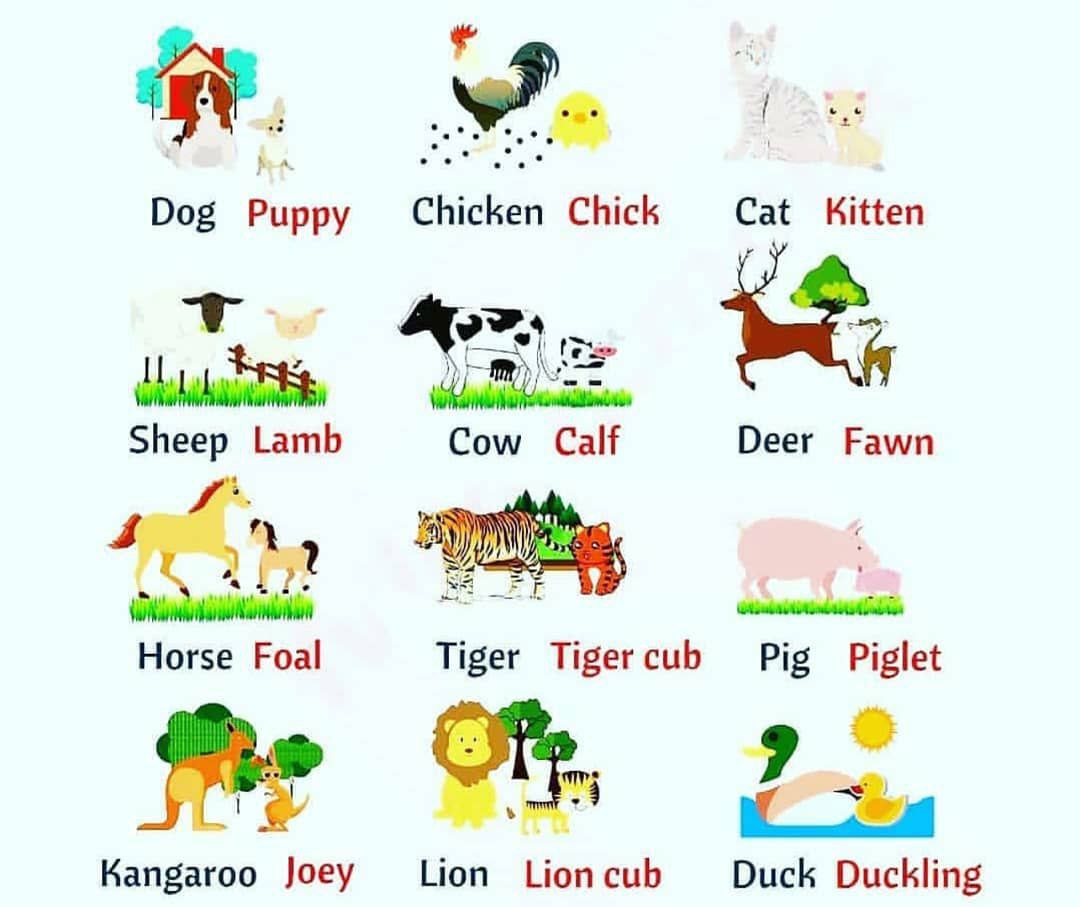 Dog Puppy Chicken Chick Cat Kitten
Sheep Lamb Cow Calf Deer Fawn
Horse Foal Tiger Tiger cub Pig Piglet
Kangaroo Joey Lion Lion cub Duck Duckling